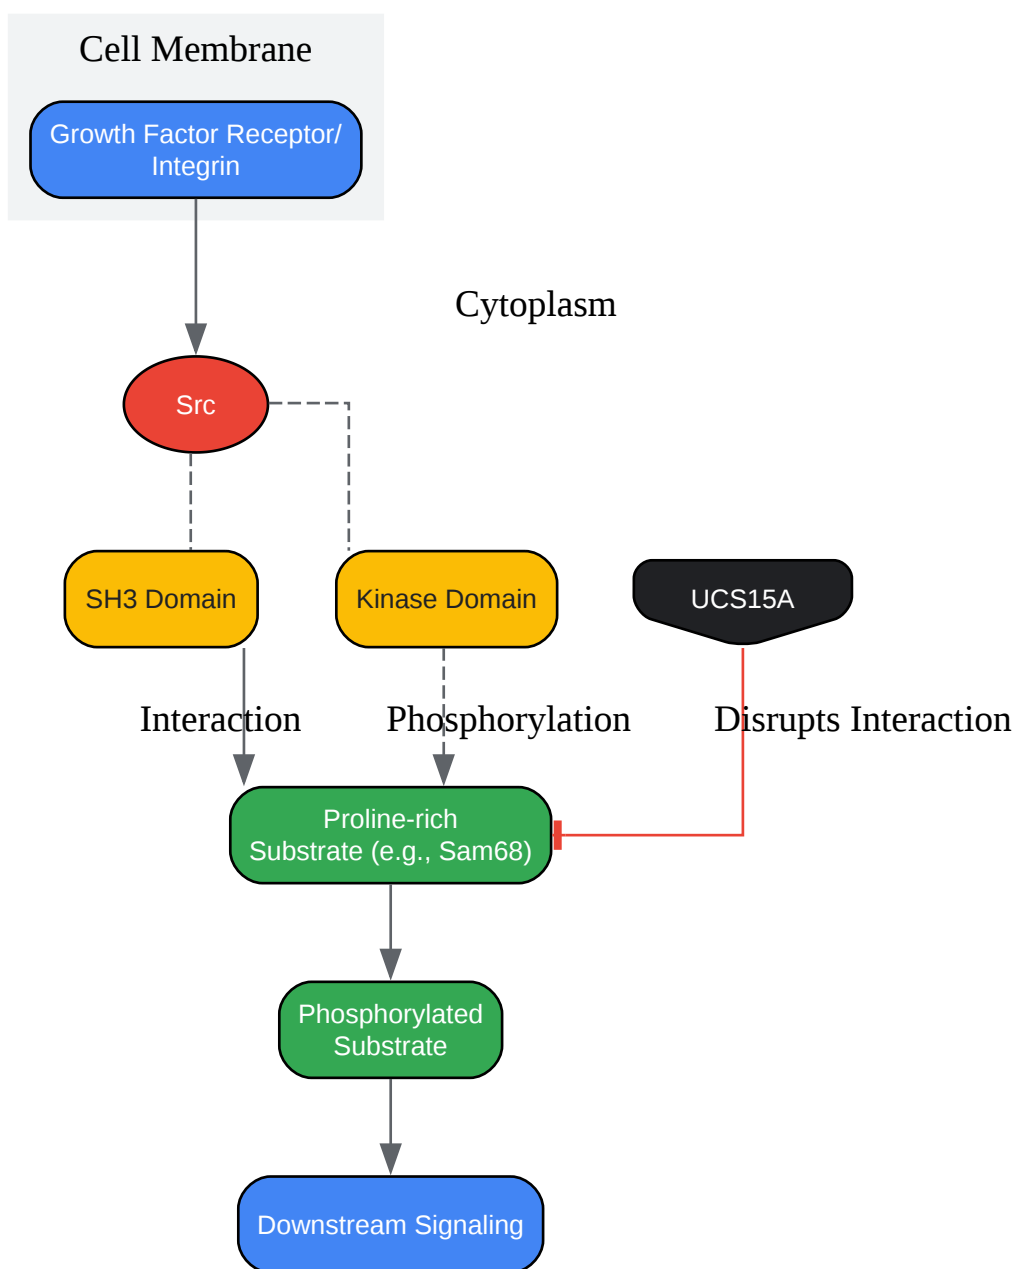 Cell Membrane
Growth Factor Receptor/
Integrin
Cytoplasm
Src
SH3 Domain
Kinase Domain
UCS15A
Interaction
Phosphorylation
Disrupts Interaction
Proline-rich
Substrate (e.g., Sam68)
Phosphorylated
Substrate
Downstream Signaling